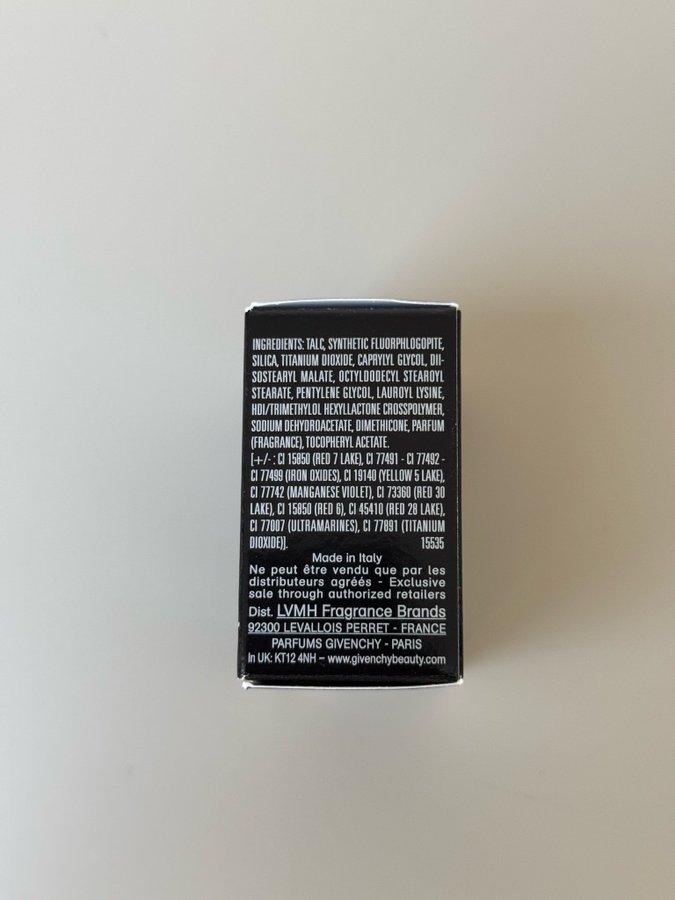 INGREDIENTS: TALC, SYNTHETIC FLUORPHLOGOPITE,
SILICA, TITANIUM DIOXIDE, CAPRYLYL GLYCOL, DII-
SOSTEARYL MALATE, OCTYLDODECYL STEAROYL
STEARATE, PENTYLENE GLYCOL, LAUROYL LYSINE,
HDI/TRIMETHYLOL HEXYLLACTONE CROSSPOLYMER,
SODIUM DEHYDROACETATE, DIMETHICONE, PARFUM
(FRAGRANCE), TOCOPHERYL ACETATE.
[+/- : CI 15850 (RED 7 LAKE), CI 77491 - CI 77492 -
CI 77499 (IRON OXIDES), CI 19140 (YELLOW 5 LAKE),
CI 77742 (MANGANESE VIOLET), CI 73360 (RED 30
LAKE), CI 15850 (RED 6), CI 45410 (RED 28 LAKE),
CI 77007 (ULTRAMARINES), CI 77891 (TITANIUM
DIOXIDE)]. 15535
Made in Italy
Ne peut être vendu que par les
distributeurs agréés - Exclusive
sale through authorized retailers
Dist. LVMH Fragrance Brands
92300 LEVALLOIS PERRET - FRANCE
PARFUMS GIVENCHY - PARIS
In UK: KT12 4NH – www.givenchybeauty.com